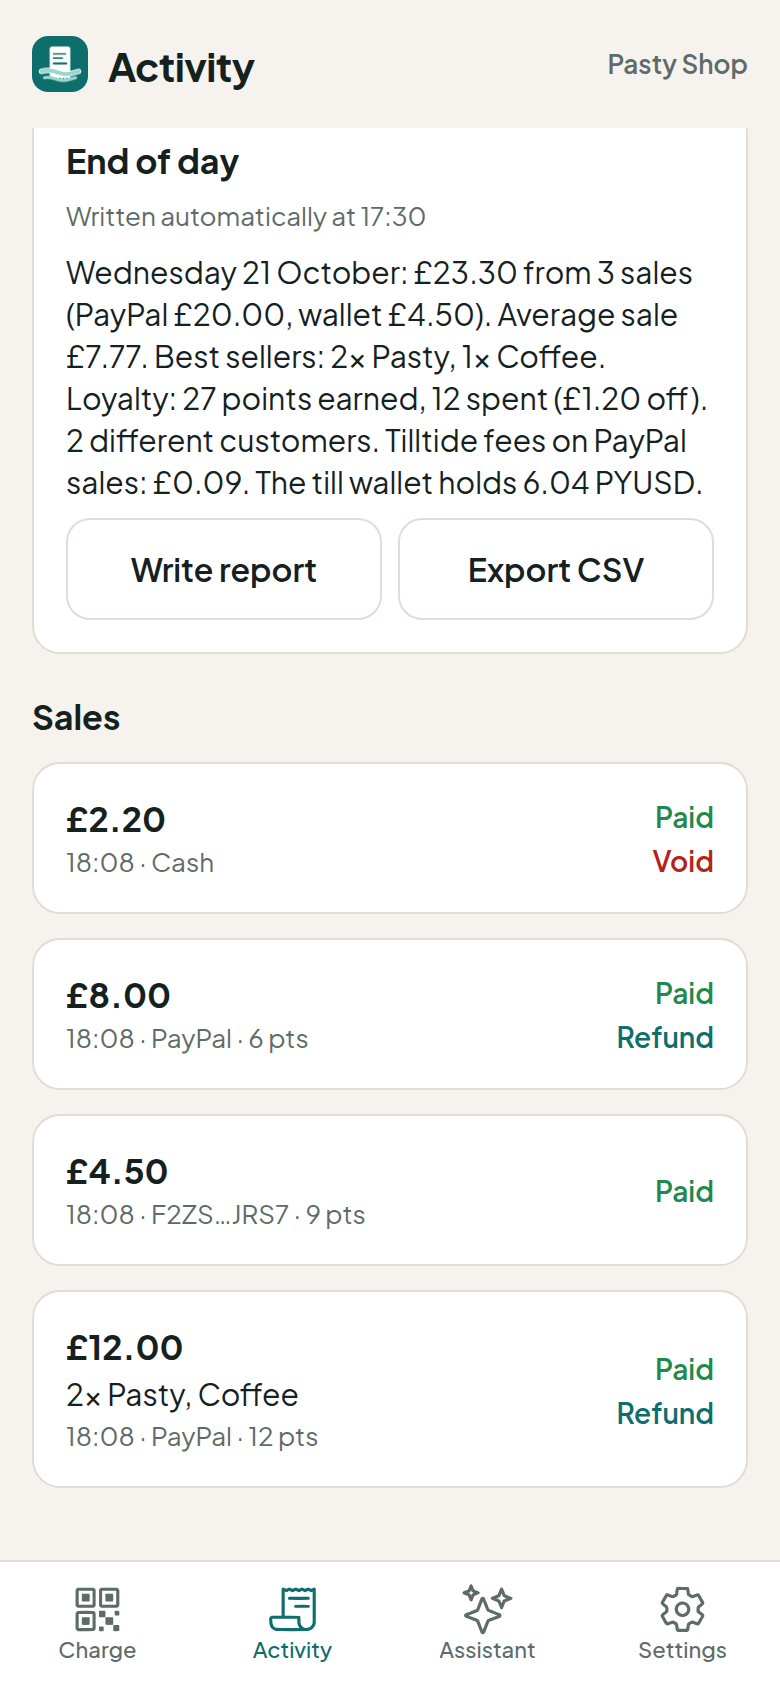 Activity
Pasty Shop
End of day
Written automatically at 17:30
Wednesday 21 October: £23.30 from 3 sales
(PayPal £20.00, wallet £4.50). Average sale
£7.77. Best sellers: 2× Pasty, 1× Coffee.
Loyalty: 27 points earned, 12 spent (£1.20 off).
2 different customers. Tilltide fees on PayPal
sales: £0.09. The till wallet holds 6.04 PYUSD.
Write report
Export CSV
Sales
£2.20
Paid
18:08 · Cash
Void
£8.00
Paid
18:08 · PayPal · 6 pts
Refund
£4.50
Paid
18:08 · F2ZS…JRS7 · 9 pts
£12.00
Paid
2× Pasty, Coffee
Refund
18:08 · PayPal · 12 pts
Charge
Activity
Assistant
Settings